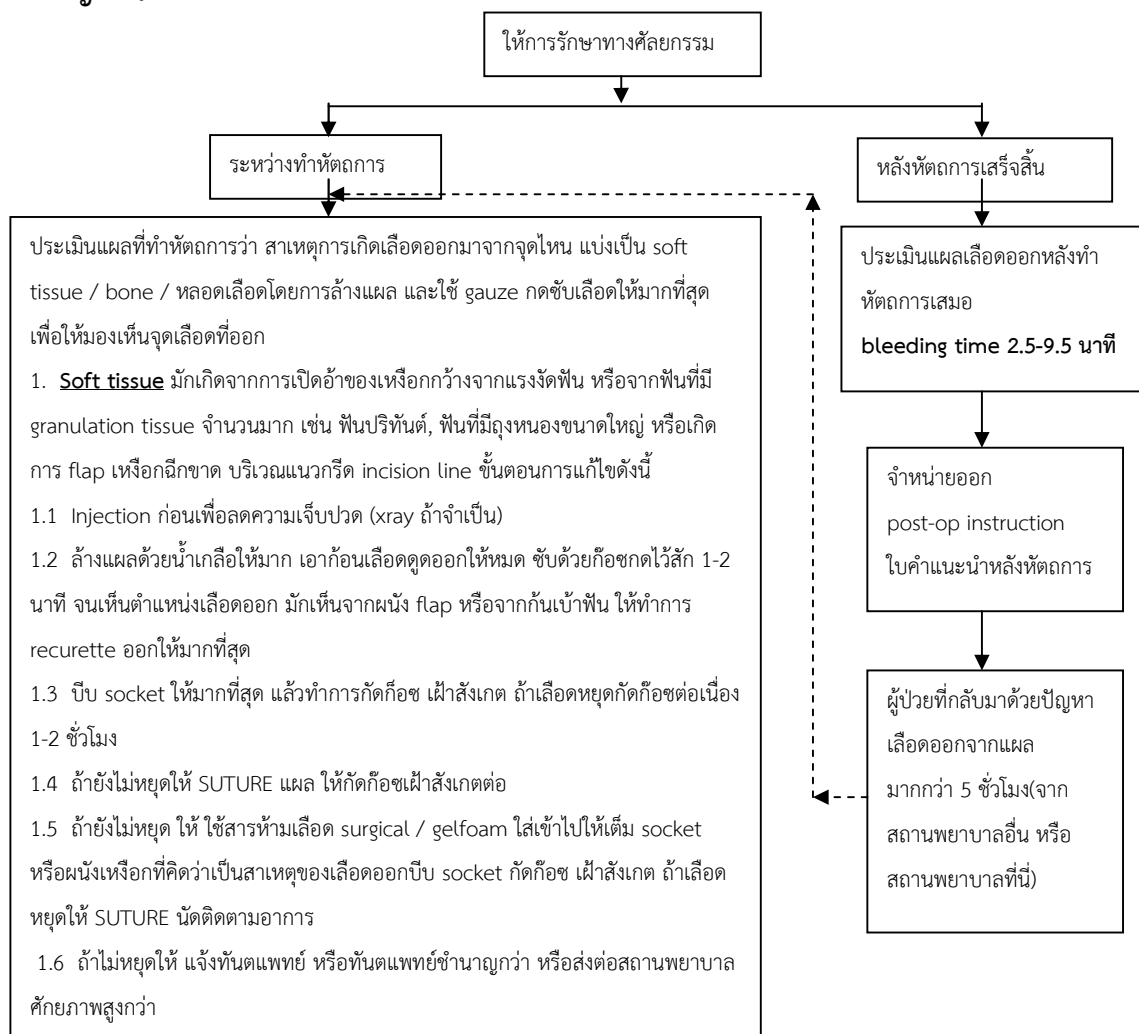 ให้การรักษาทางศัลยกรรม
ระหว่างทำหัตถการ
หลังหัตถการเสร็จสิ้น
ประเมินแผลที่ทำหัตถการว่า สาเหตุการเกิดเลือดออกมาจากจุดไหน แบ่งเป็น soft
tissue / bone / หลอดเลือดโดยการล้างแผล และใช้ gauze กดซับเลือดให้มากที่สุด
เพื่อให้มองเห็นจุดเลือดที่ออก
1. Soft tissue มักเกิดจากการเปิดอ้าของเหงือกกว้างจากแรงงัดฟัน หรือจากฟันที่มี
granulation tissue จำนวนมาก เช่น ฟันปริทันต์, ฟันที่มีถุงหนองขนาดใหญ่ หรือเกิด
การ flap เหงือกฉีกขาด บริเวณแนวกรีด incision line ขั้นตอนการแก้ไขดังนี้
1.1 Injection ก่อนเพื่อลดความเจ็บปวด (xray ถ้าจำเป็น)
1.2 ล้างแผลด้วยน้ำเกลือให้มาก เอาก้อนเลือดดูดออกให้หมด ซับด้วยก๊อซกดไว้สัก 1-2
นาที จนเห็นตำแหน่งเลือดออก มักเห็นจากผนัง flap หรือจากก้นเบ้าฟัน ให้ทำการ
recurette ออกให้มากที่สุด
1.3 บีบ socket ให้มากที่สุด แล้วทำการกัดก็อซ เฝ้าสังเกต ถ้าเลือดหยุดกัดก๊อซต่อเนื่อง
1-2 ชั่วโมง
1.4 ถ้ายังไม่หยุดให้ SUTURE แผล ให้กัดก๊อซเฝ้าสังเกตต่อ
1.5 ถ้ายังไม่หยุด ให้ ใช้สารห้ามเลือด surgical / gelfoam ใส่เข้าไปให้เต็ม socket
หรือผนังเหงือกที่คิดว่าเป็นสาเหตุของเลือดออกบีบ socket กัดก๊อซ เฝ้าสังเกต ถ้าเลือด
หยุดให้ SUTURE นัดติดตามอาการ
1.6 ถ้าไม่หยุดให้ แจ้งทันตแพทย์ หรือทันตแพทย์ชำนาญกว่า หรือส่งต่อสถานพยาบาล
ศักยภาพสูงกว่า
ประเมินแผลเลือดออกหลังทำ
หัตถการเสมอ
bleeding time 2.5-9.5 นาที
จำหน่ายออก
post-op instruction
ใบคำแนะนำหลังหัตถการ
ผู้ป่วยที่กลับมาด้วยปัญหา
เลือดออกจากแผล
มากกว่า 5 ชั่วโมง(จาก
สถานพยาบาลอื่น หรือ
สถานพยาบาลที่นี่)